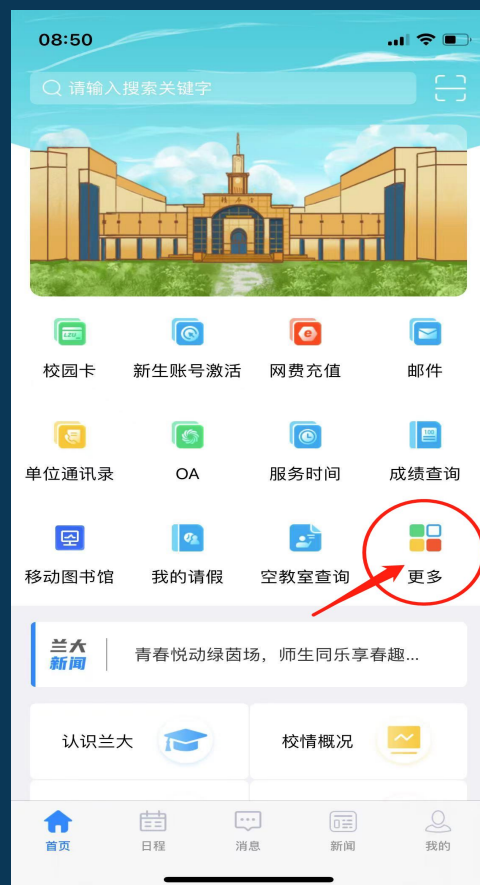 08:50
请输入搜索关键字
校园卡
新生账号激活
网费充值
邮件
单位通讯录
OA
服务时间
成绩查询
移动图书馆
我的请假
空教室查询
更多
兰大
新闻
青春悦动绿茵场，师生同乐享春趣...
认识兰大
校情概况
首页
日程
消息
新闻
我的